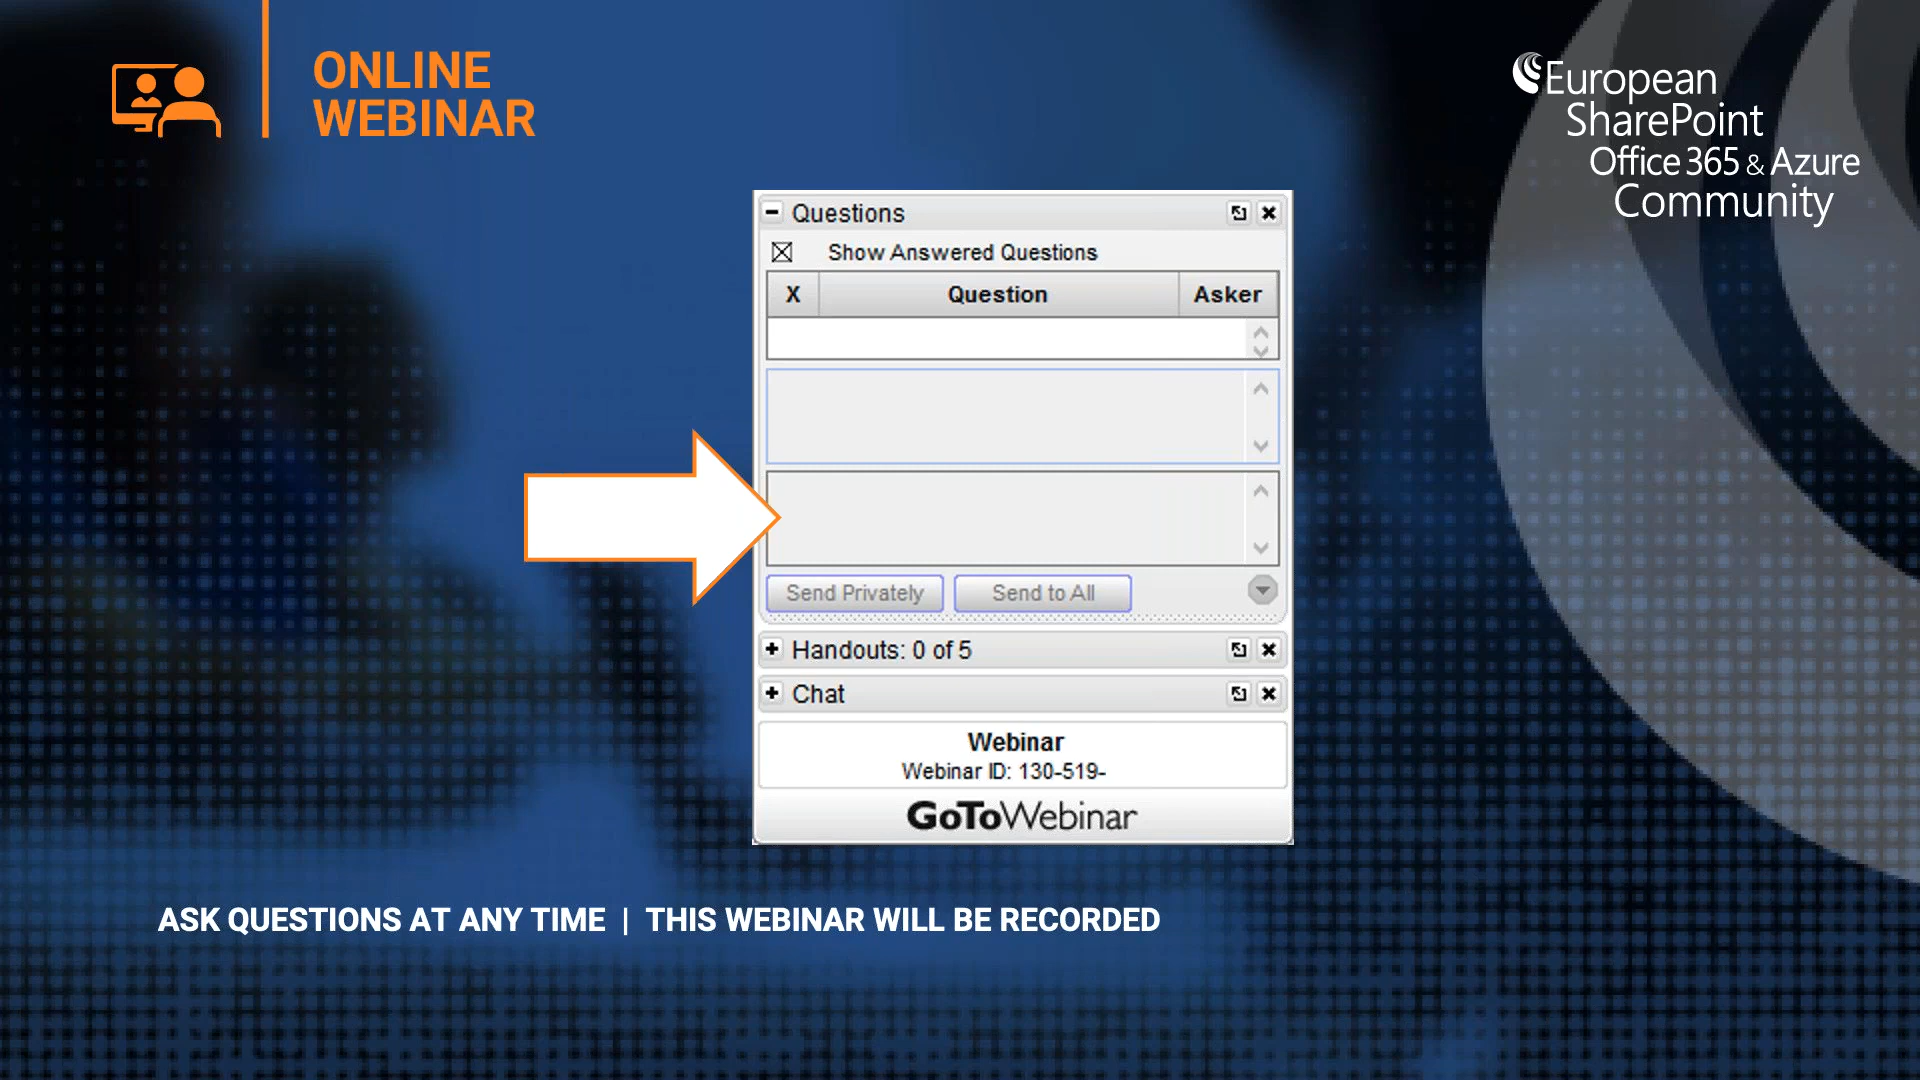 ONLINE
WEBINAR
European
SharePoint
Office 365 & Azure
Community
Questions
Show Answered Questions
X Question Asker
Send Privately Send to All
Handouts: 0 of 5
Chat
Webinar
Webinar ID: 130-519-
GoToWebinar
ASK QUESTIONS AT ANY TIME | THIS WEBINAR WILL BE RECORDED